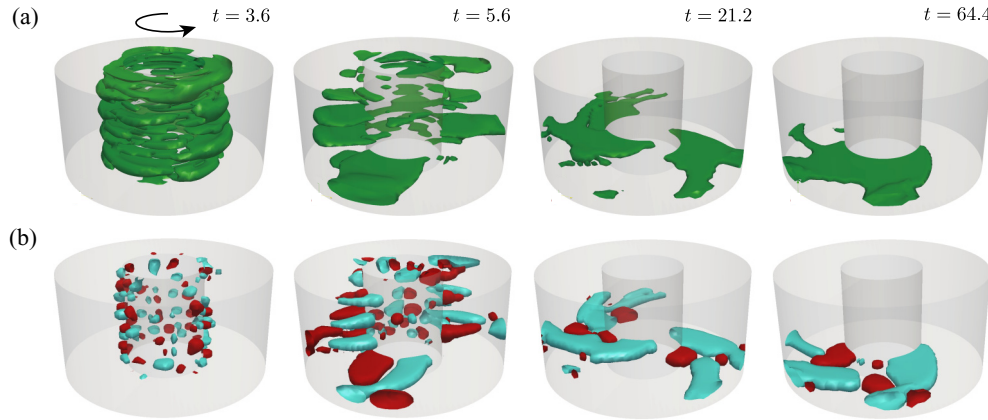 (a) t = 3.6 t = 5.6 t = 21.2 t = 64.4
(b)